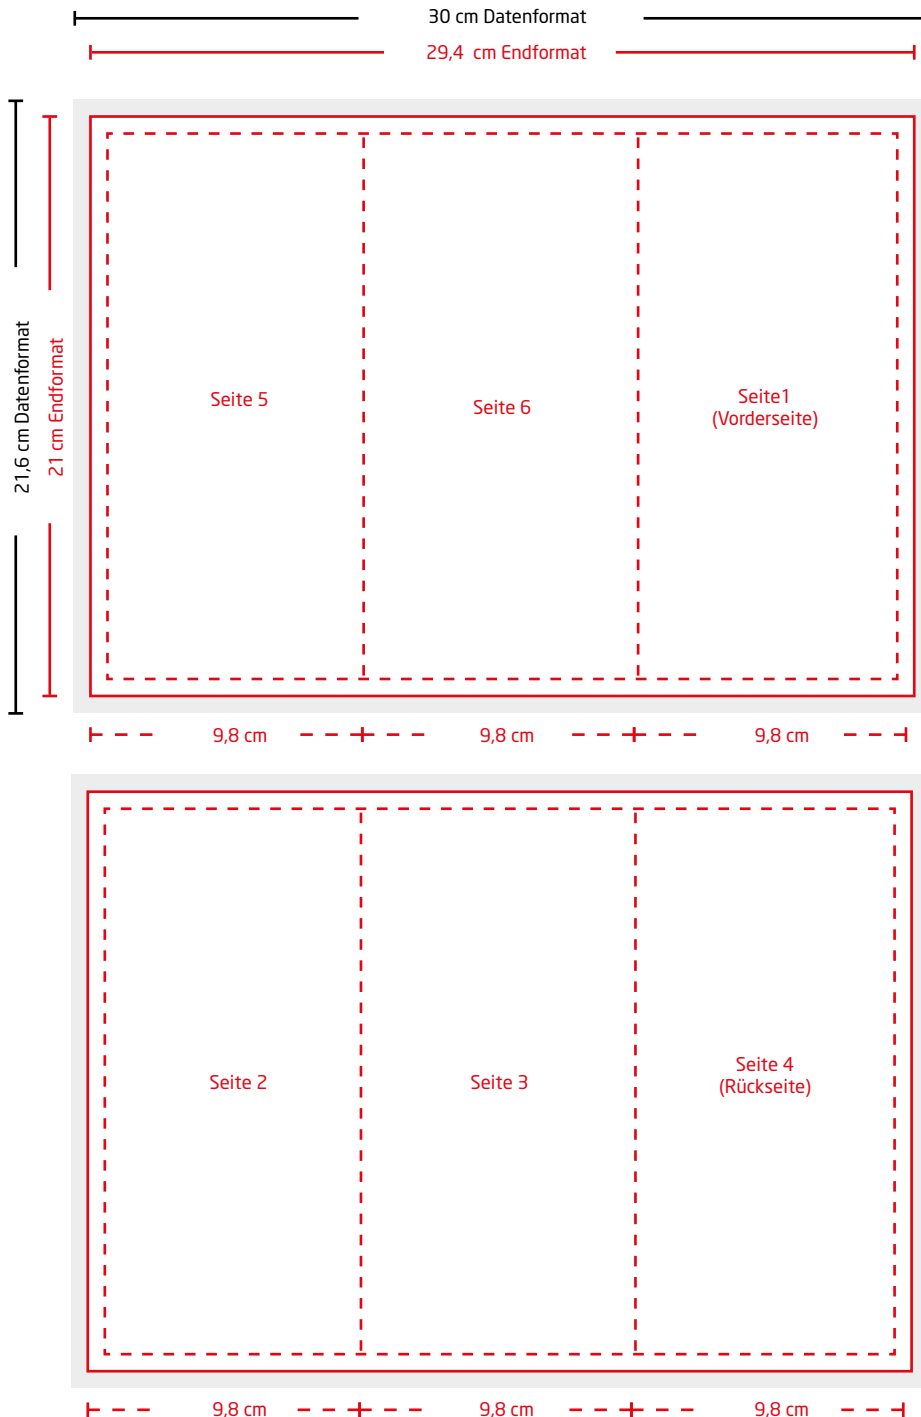 30 cm Datenformat
29,4 cm Endformat
21,6 cm Datenformat
21 cm Endformat
Seite 5
Seite 6
Seite1
(Vorderseite)
9,8 cm
9,8 cm
9,8 cm
Seite 2
Seite 3
Seite 4
(Rückseite)
9,8 cm
9,8 cm
9,8 cm